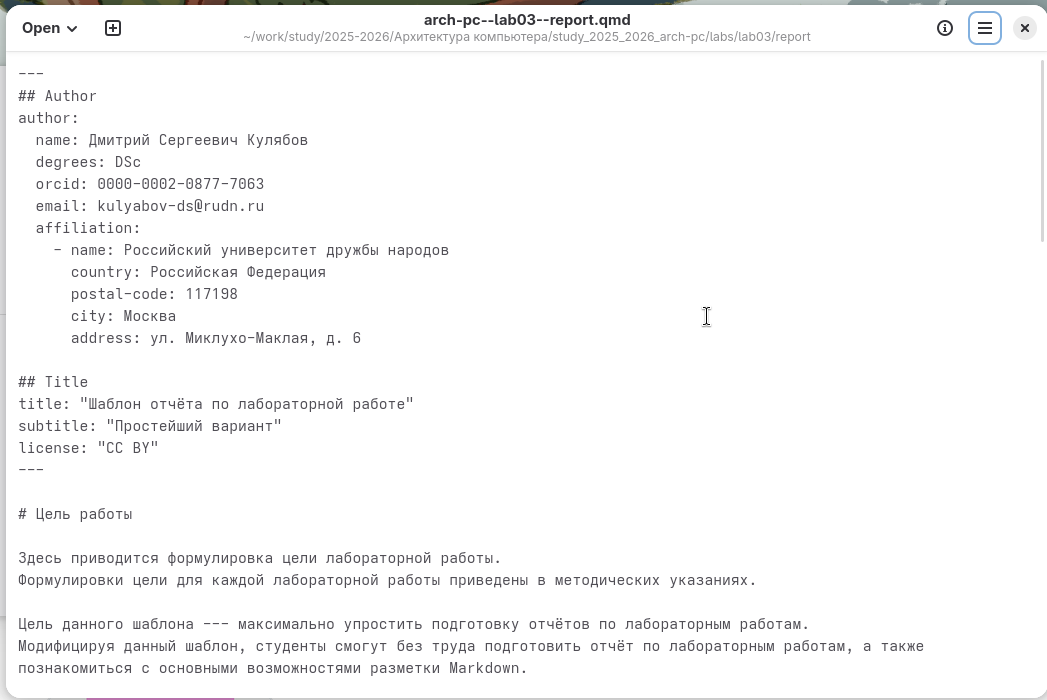 Open
arch-pc--lab03--report.qmd
~/work/study/2025-2026/Архитектура компьютера/study_2025_2026_arch-pc/labs/lab03/report
---
## Author
author:
  name: Дмитрий Сергеевич Кулябов
  degrees: DSc
  orcid: 0000-0002-0877-7063
  email: kulyabov-ds@rudn.ru
  affiliation:
    - name: Российский университет дружбы народов
      country: Российская Федерация
      postal-code: 117198
      city: Москва
      address: ул. Миклухо-Маклая, д. 6
## Title
title: "Шаблон отчёта по лабораторной работе"
subtitle: "Простейший вариант"
license: "CC BY"
---
# Цель работы
Здесь приводится формулировка цели лабораторной работы.
Формулировки цели для каждой лабораторной работы приведены в методических указаниях.
Цель данного шаблона --- максимально упростить подготовку отчётов по лабораторным работам.
Модифицируя данный шаблон, студенты смогут без труда подготовить отчёт по лабораторным работам, а также
познакомиться с основными возможностями разметки Markdown.